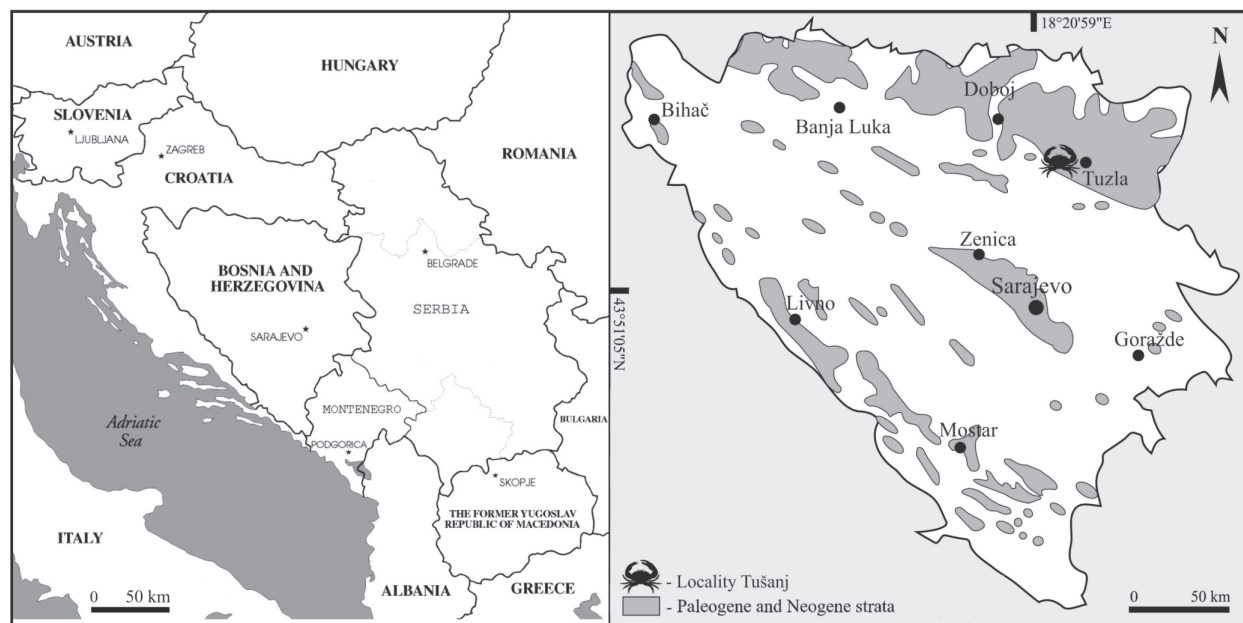 AUSTRIA
HUNGARY
SLOVENIA
LJUBLJANA
ZAGREB
CROATIA
ROMANIA
BOSNIA AND
HERZEGOVINA
BELGRADE
SERBIA
SARAJEVO
MONTENEGRO
PODGORICA
BULGARIA
Adriatic
Sea
SKOPJE
THE FORMER YUGOSLAV
REPUBLIC OF MACEDONIA
ITALY
ALBANIA
GREECE
0 50 km
18°20'59"E
N
43°51'05"N
Bihač
Banja Luka
Doboj
Tuzla
Zenica
Sarajevo
Livno
Goražde
Mostar
- Locality Tušanj
- Paleogene and Neogene strata
0 50 km